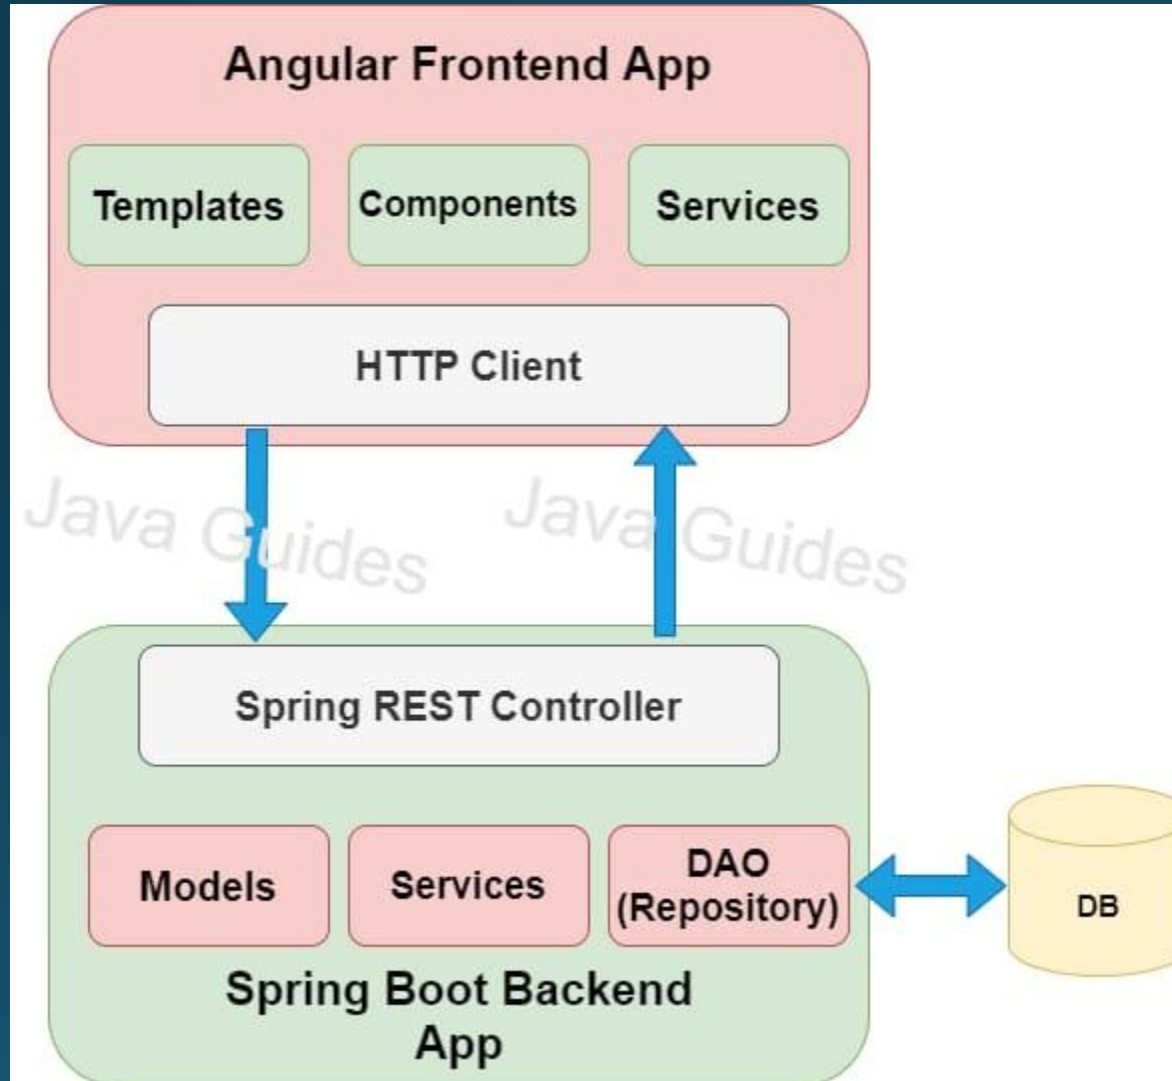 Angular Frontend App
Templates
Components
Services
HTTP Client
Java Guides
Java Guides
Spring REST Controller
Models
Services
DAO
(Repository)
DB
Spring Boot Backend
App